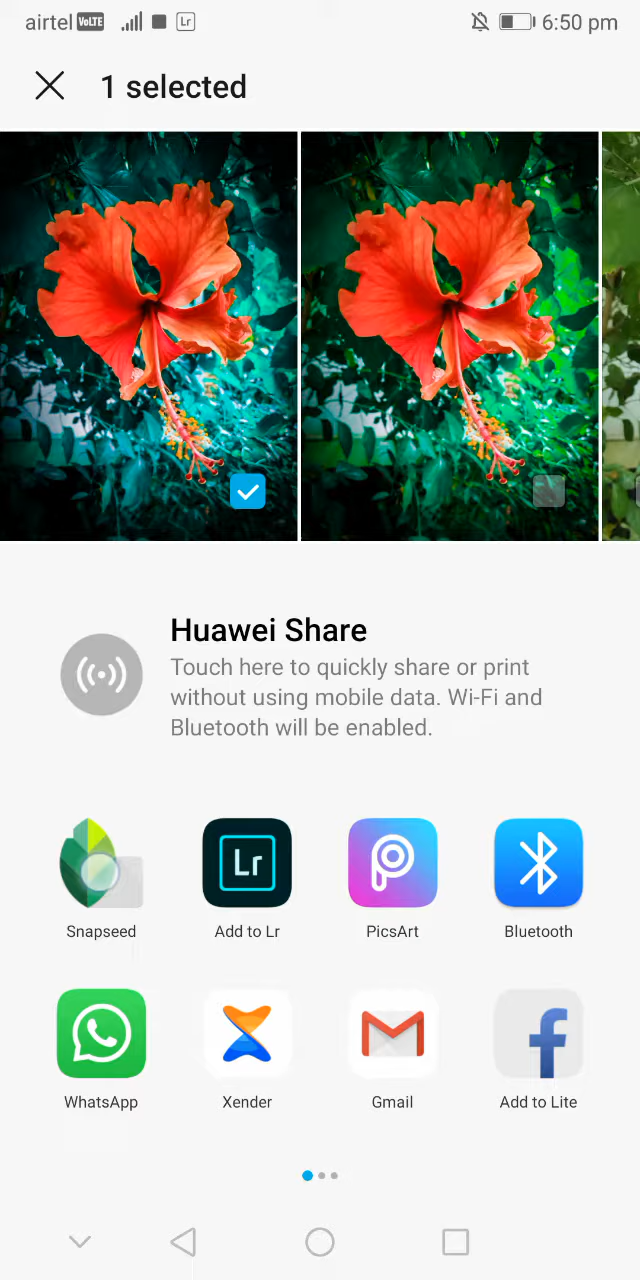 airtel VoLTE Lr 6:50 pm
1 selected
Huawei Share
Touch here to quickly share or print
without using mobile data. Wi-Fi and
Bluetooth will be enabled.
Lr
Snapseed Add to Lr PicsArt Bluetooth
WhatsApp Xender Gmail Add to Lite